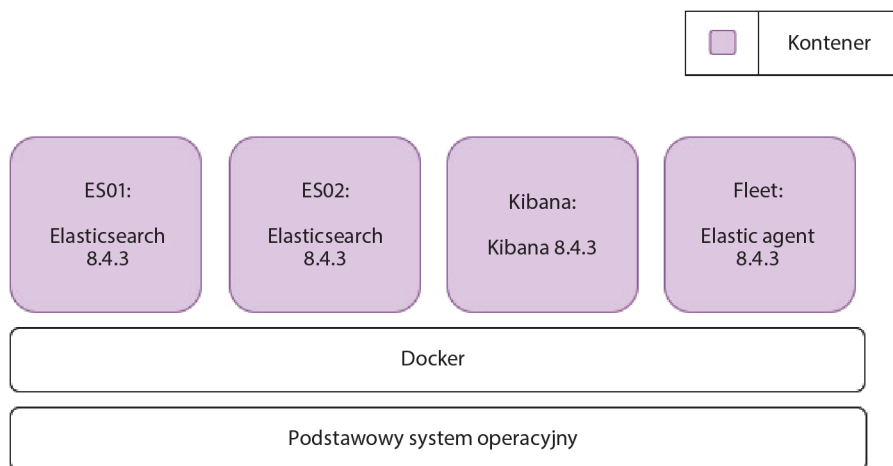 Kontener
ES01:
Elasticsearch
8.4.3
ES02:
Elasticsearch
8.4.3
Kibana:
Kibana 8.4.3
Fleet:
Elastic agent
8.4.3
Docker
Podstawowy system operacyjny